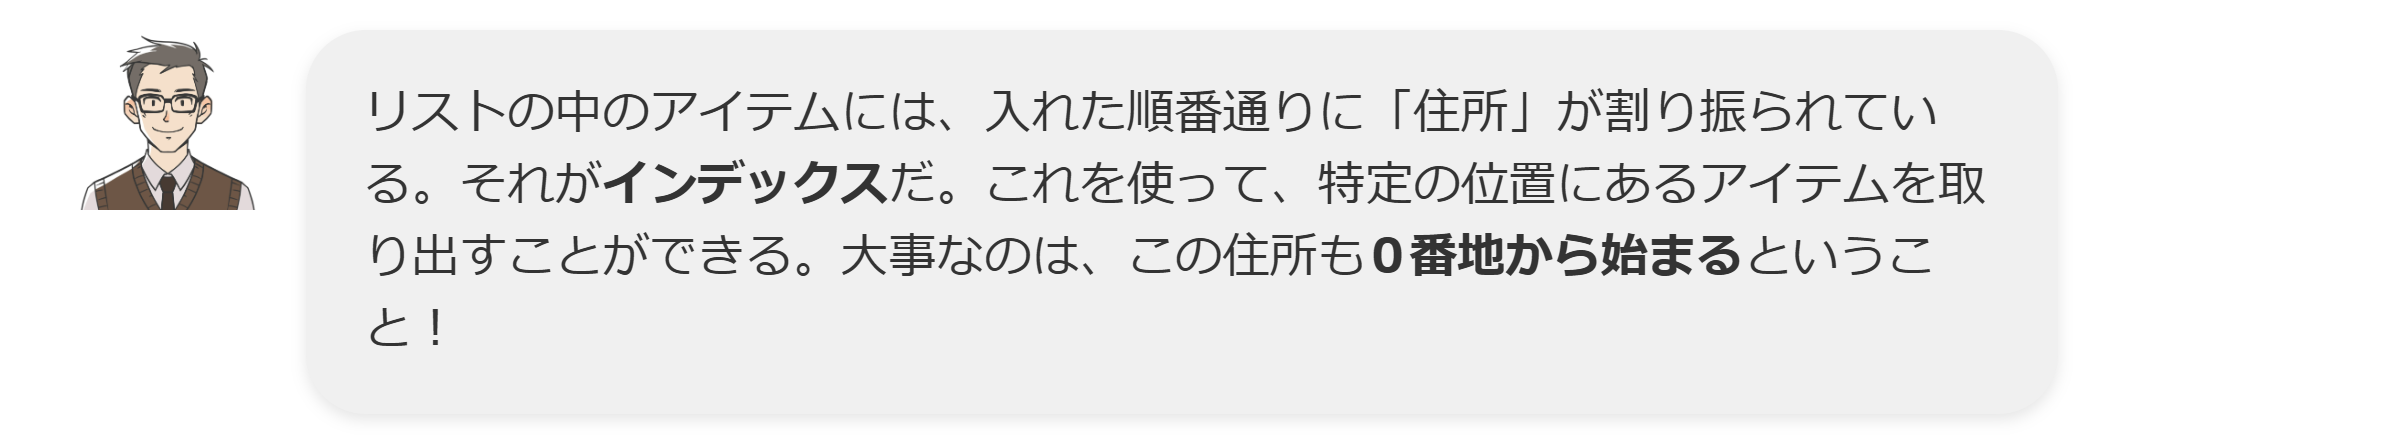 リストの中のアイテムには、入れた順番通りに「住所」が割り振られてい
る。それがインデックスだ。これを使って、特定の位置にあるアイテムを取
り出すことができる。大事なのは、この住所も0番地から始まるというこ
と！